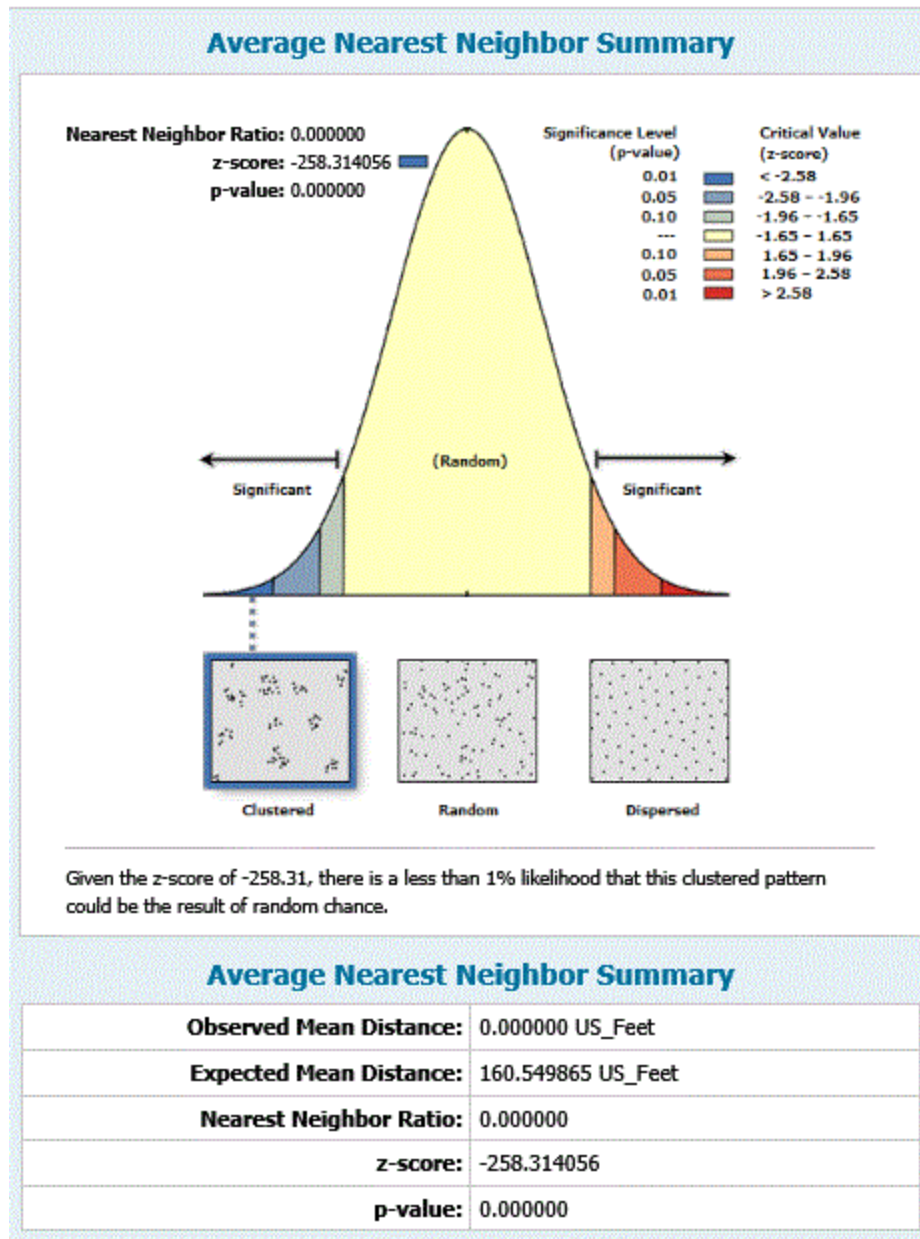 Average Nearest Neighbor Summary
Nearest Neighbor Ratio: 0.000000
z-score: -258.314056
p-value: 0.000000
Significance Level (p-value)
Critical Value (z-score)
0.01 < -2.58
0.05 -2.58 - -1.96
0.10 -1.96 - -1.65
--- -1.65 - 1.65
0.10 1.65 - 1.96
0.05 1.96 - 2.58
0.01 > 2.58
(Random)
Significant
Significant
Clustered
Random
Dispersed
Given the z-score of -258.31, there is a less than 1% likelihood that this clustered pattern
could be the result of random chance.
Average Nearest Neighbor Summary
Observed Mean Distance: 0.000000 US_Feet
Expected Mean Distance: 160.549865 US_Feet
Nearest Neighbor Ratio: 0.000000
z-score: -258.314056
p-value: 0.000000